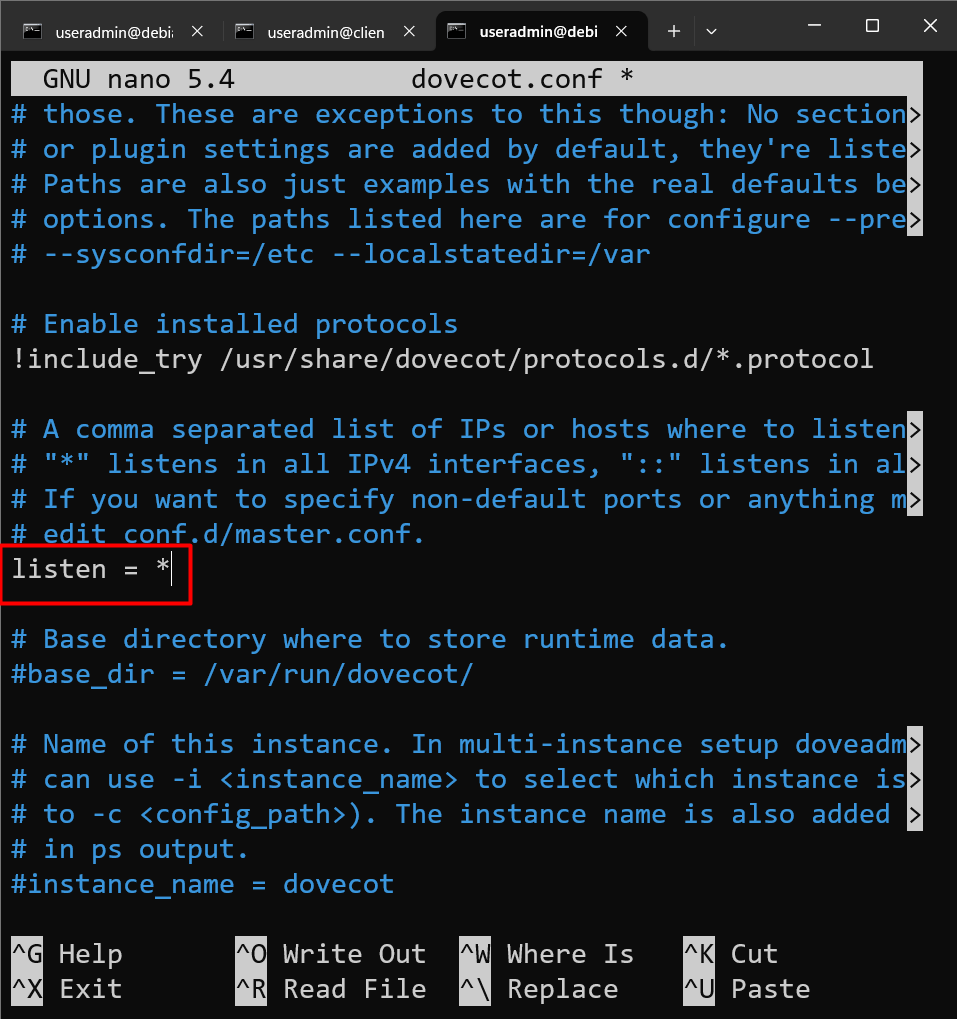 useradmin@debi
useradmin@clien
useradmin@debi
GNU nano 5.4 dovecot.conf *
# those. These are exceptions to this though: No section>
# or plugin settings are added by default, they're liste>
# Paths are also just examples with the real defaults be>
# options. The paths listed here are for configure --pre>
# --sysconfdir=/etc --localstatedir=/var
# Enable installed protocols
!include_try /usr/share/dovecot/protocols.d/*.protocol
# A comma separated list of IPs or hosts where to listen>
# "*" listens in all IPv4 interfaces, "::" listens in al>
# If you want to specify non-default ports or anything m>
# edit conf.d/master.conf.
listen = *
# Base directory where to store runtime data.
#base_dir = /var/run/dovecot/
# Name of this instance. In multi-instance setup doveadm>
# can use -i <instance_name> to select which instance is>
# to -c <config_path>). The instance name is also added >
# in ps output.
#instance_name = dovecot
^G Help ^O Write Out ^W Where Is ^K Cut
^X Exit ^R Read File ^\ Replace ^U Paste